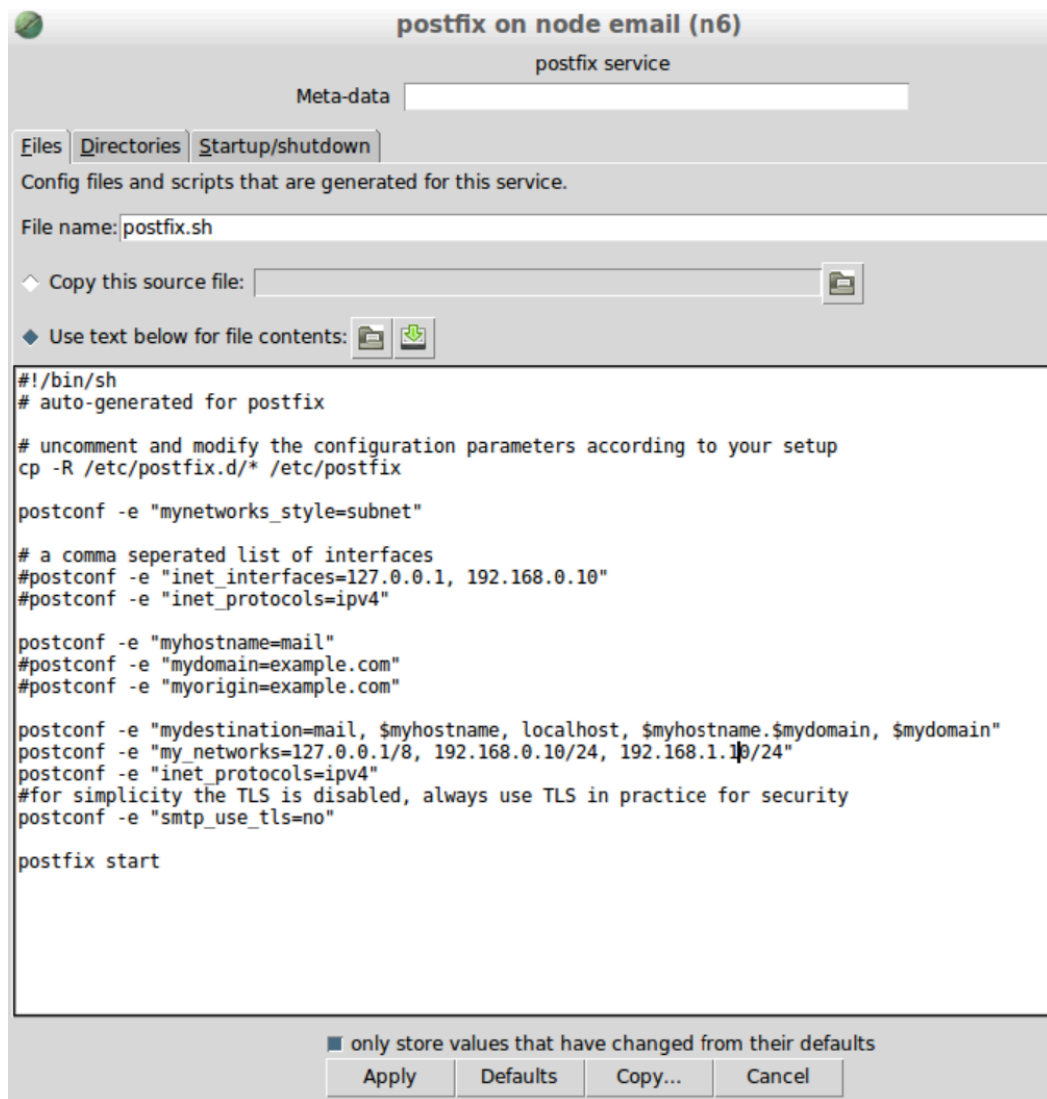 postfix on node email (n6)
postfix service
Meta-data
Files Directories Startup/shutdown
Config files and scripts that are generated for this service.
File name: postfix.sh
Copy this source file:
Use text below for file contents:
#!/bin/sh
# auto-generated for postfix
# uncomment and modify the configuration parameters according to your setup
cp -R /etc/postfix.d/* /etc/postfix
postconf -e "mynetworks_style=subnet"
# a comma seperated list of interfaces
#postconf -e "inet_interfaces=127.0.0.1, 192.168.0.10"
#postconf -e "inet_protocols=ipv4"
postconf -e "myhostname=mail"
#postconf -e "mydomain=example.com"
#postconf -e "myorigin=example.com"
postconf -e "mydestination=mail, $myhostname, localhost, $myhostname.$mydomain, $mydomain"
postconf -e "my_networks=127.0.0.1/8, 192.168.0.10/24, 192.168.1.10/24"
postconf -e "inet_protocols=ipv4"
#for simplicity the TLS is disabled, always use TLS in practice for security
postconf -e "smtp_use_tls=no"
postfix start
only store values that have changed from their defaults
Apply Defaults Copy... Cancel